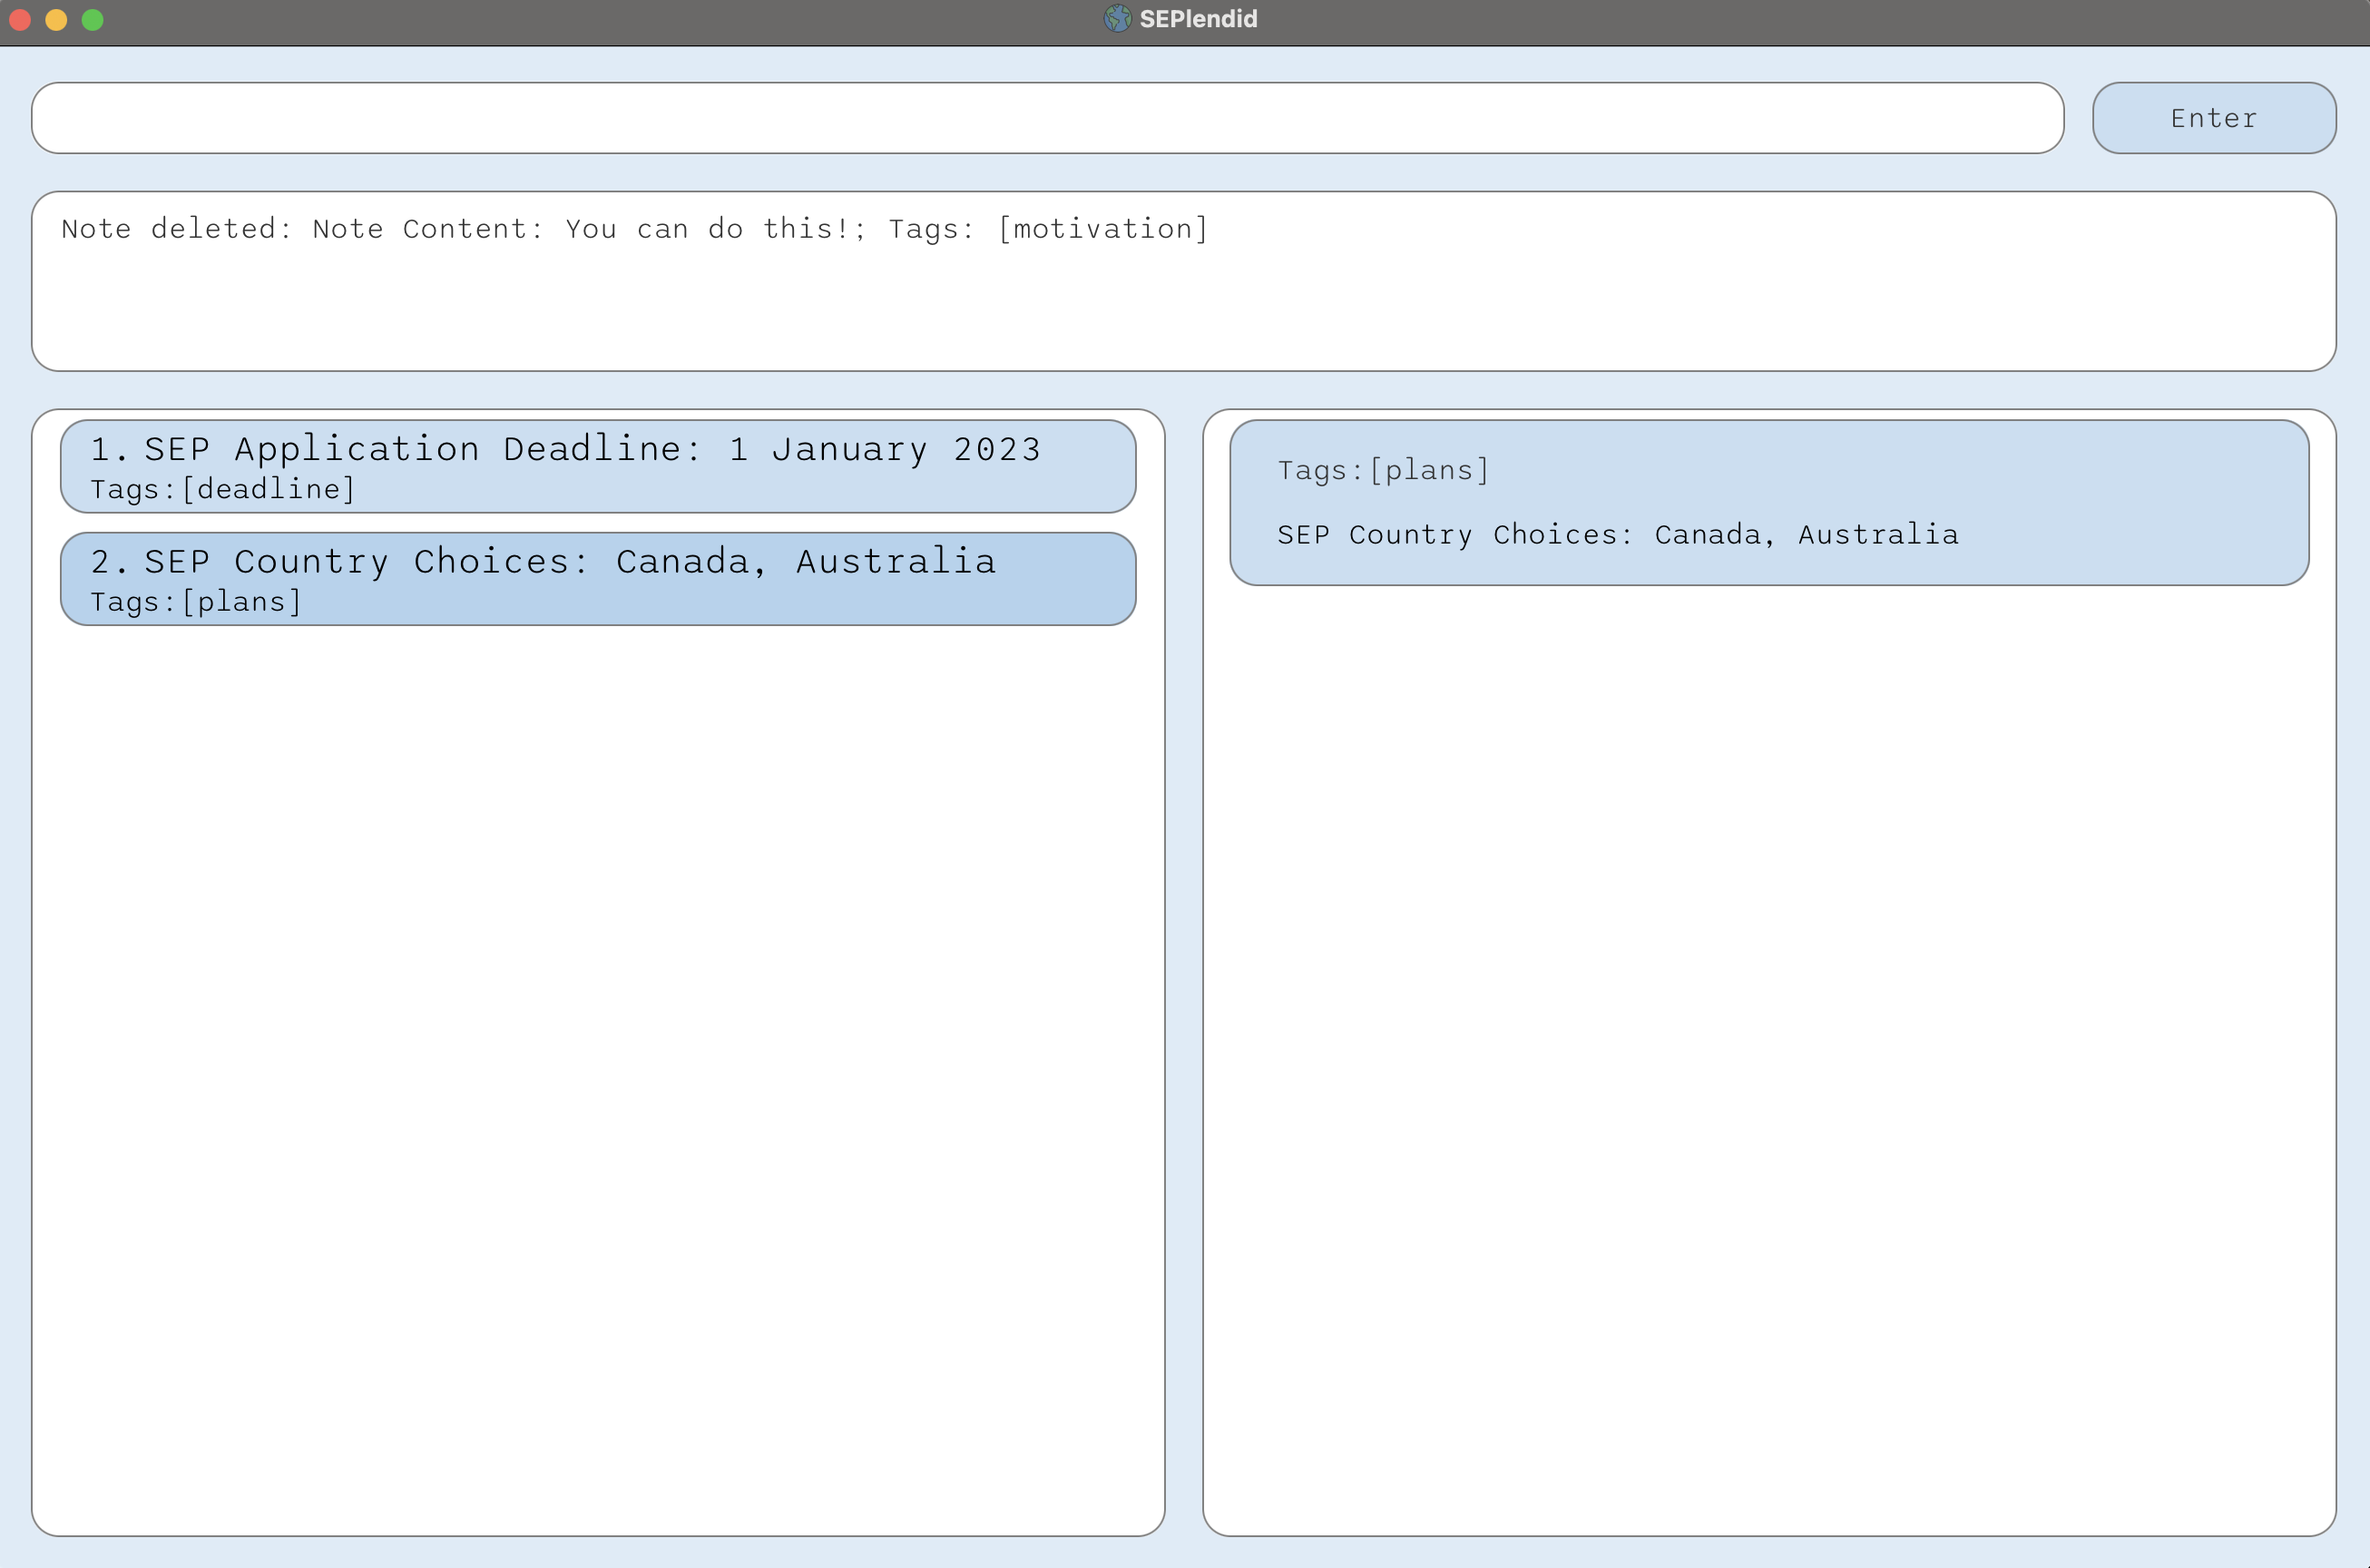 SEPlendid
Enter
Note deleted: Note Content: You can do this!; Tags: [motivation]
1. SEP Application Deadline: 1 January 2023
Tags:[deadline]
2. SEP Country Choices: Canada, Australia
Tags:[plans]
Tags:[plans]
SEP Country Choices: Canada, Australia